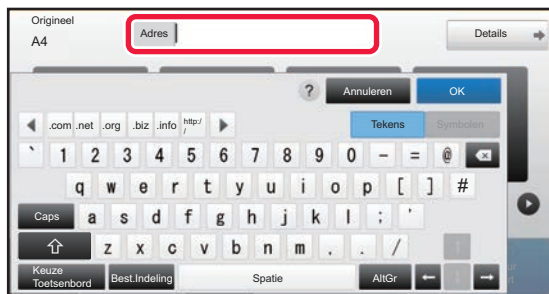 Origineel
A4
Adres
Details
? Annuleren OK
.com .net .org .biz .info http:/
/
Tekens Symbolen
` 1 2 3 4 5 6 7 8 9 0 - = @
q w e r t y u i o p [ ] #
Caps a s d f g h j k l ; '
z x c v b n m , . /
Keuze
Toetsenbord
Best.Indeling Spatie AltGr